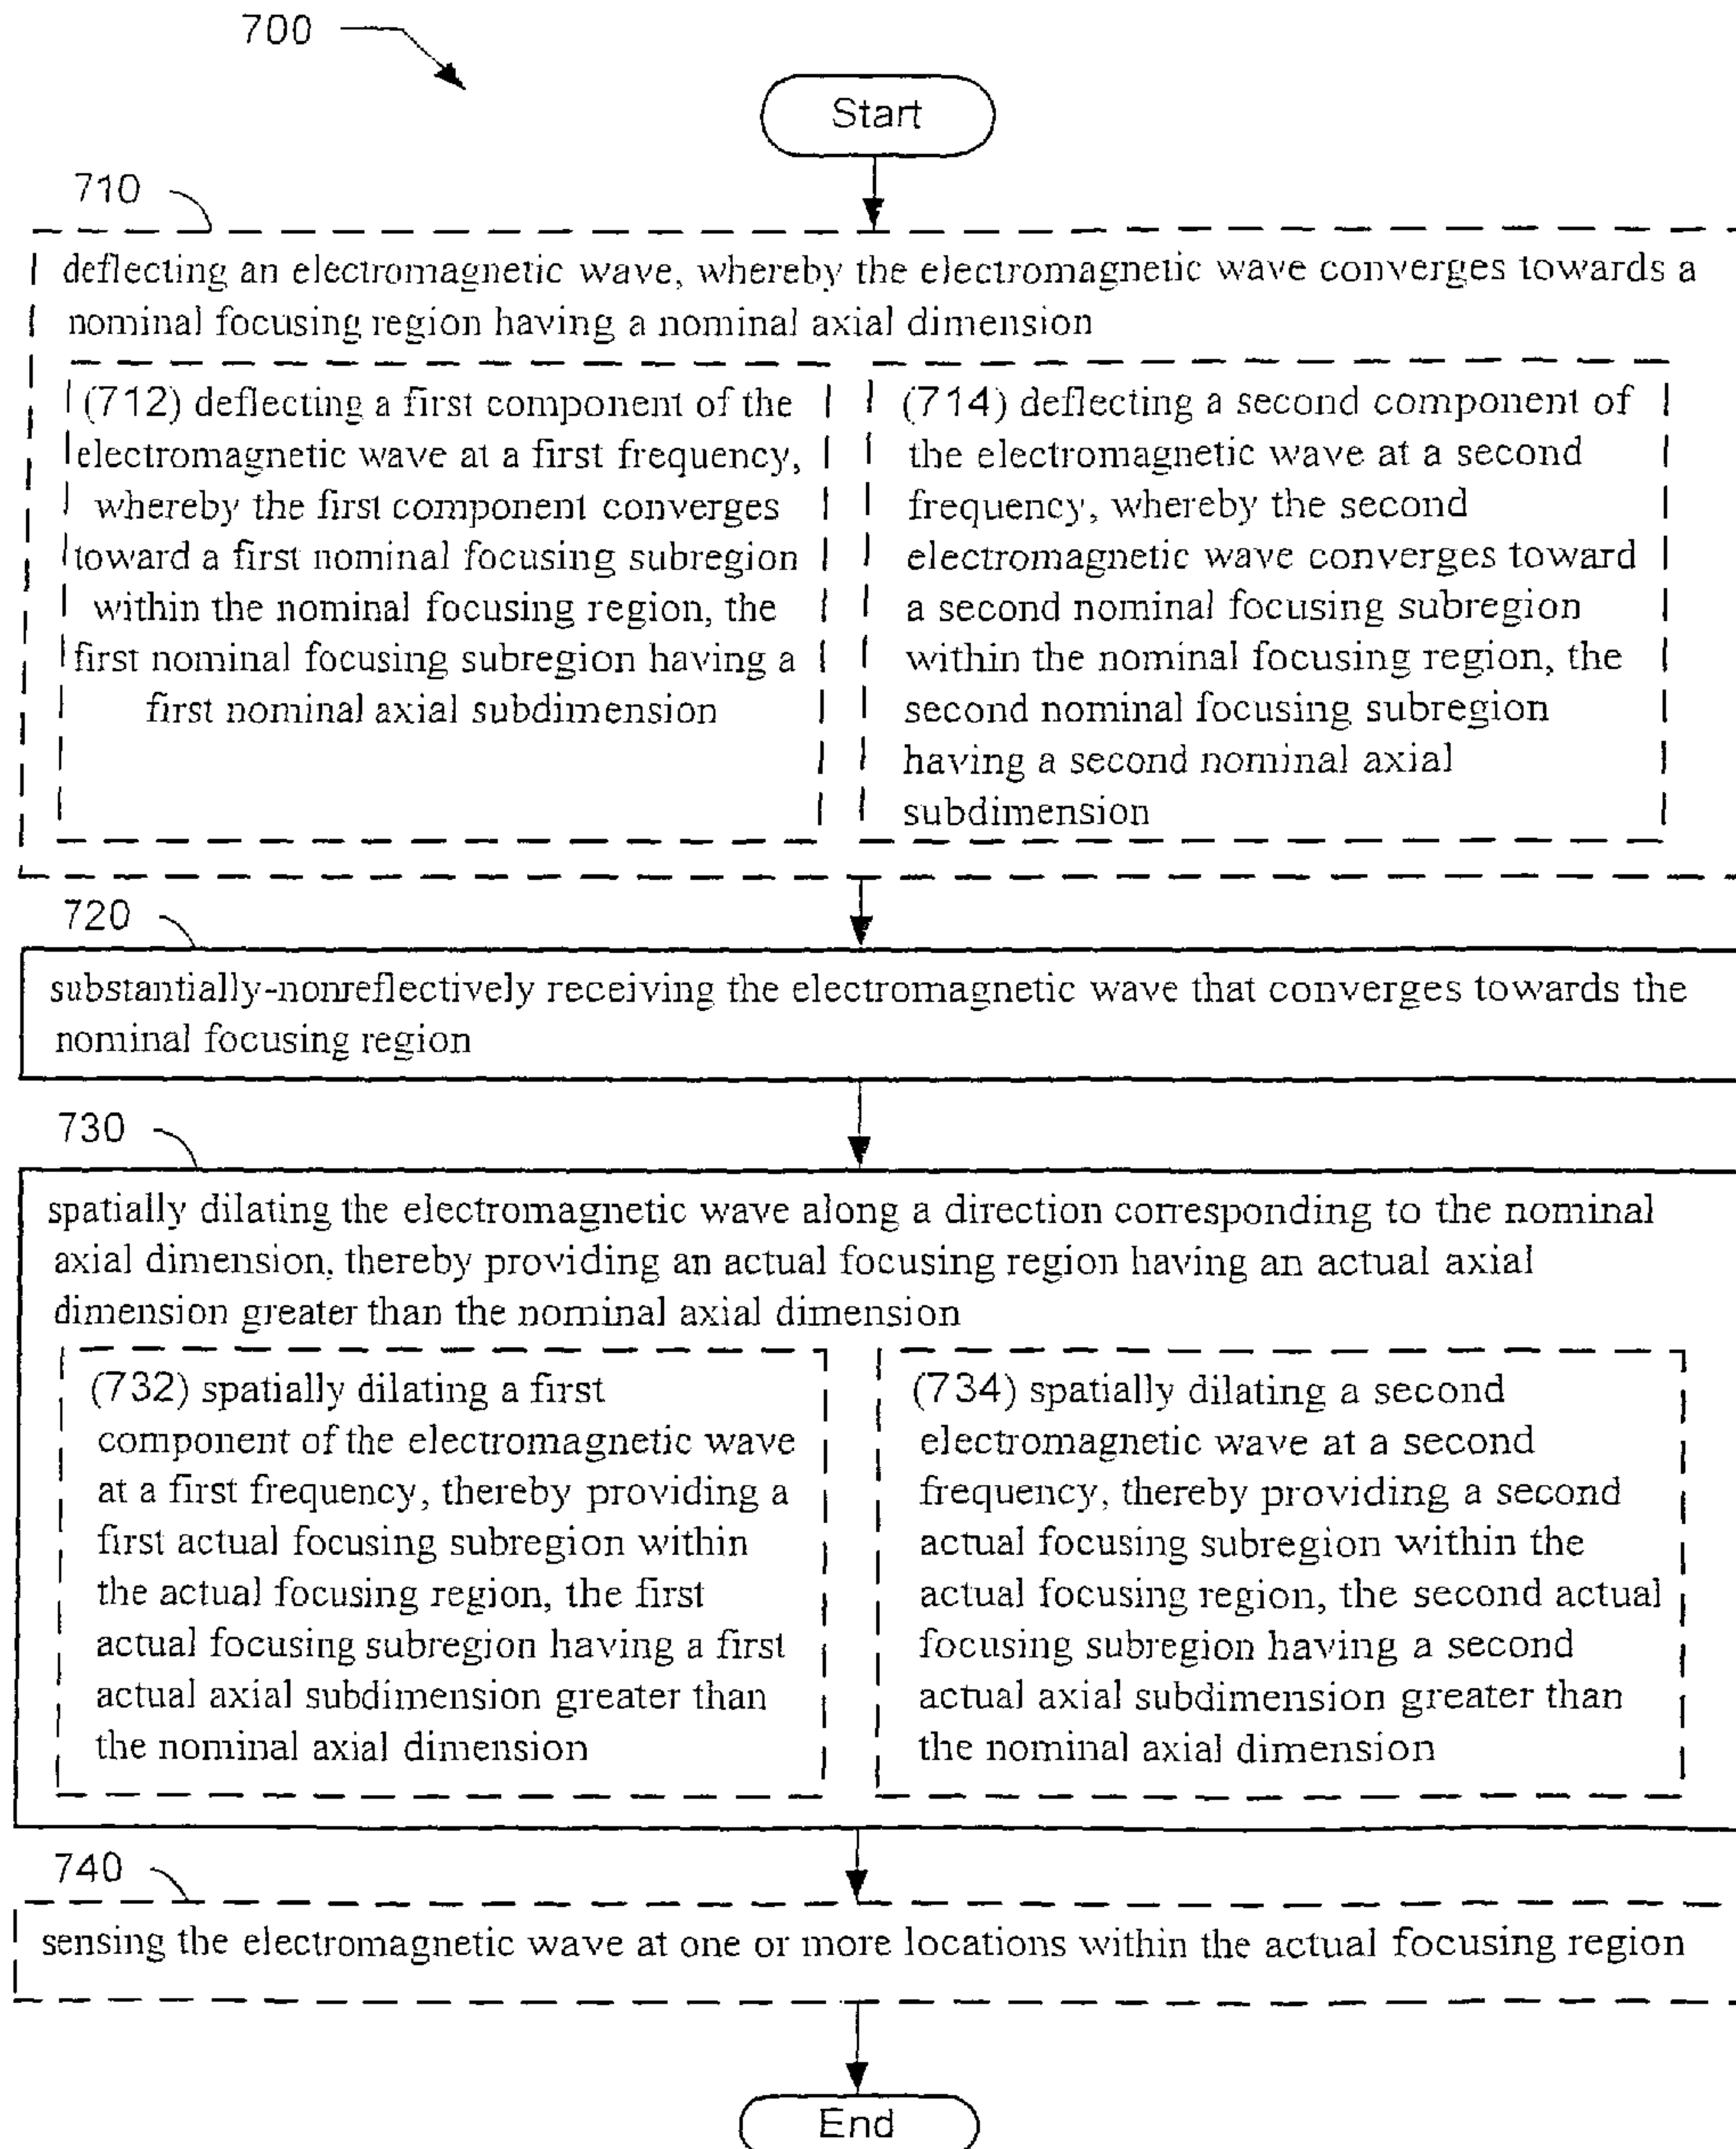 700
Start
710
deflecting an electromagnetic wave, whereby the electromagnetic wave converges towards a
nominal focusing region having a nominal axial dimension
(712) deflecting a first component of the
electromagnetic wave at a first frequency,
whereby the first component converges
toward a first nominal focusing subregion
within the nominal focusing region, the
first nominal focusing subregion having a
first nominal axial subdimension
(714) deflecting a second component of
the electromagnetic wave at a second
frequency, whereby the second
electromagnetic wave converges toward
a second nominal focusing subregion
within the nominal focusing region, the
second nominal focusing subregion
having a second nominal axial
subdimension
720
substantially-nonreflectively receiving the electromagnetic wave that converges towards the
nominal focusing region
730
spatially dilating the electromagnetic wave along a direction corresponding to the nominal
axial dimension, thereby providing an actual focusing region having an actual axial
dimension greater than the nominal axial dimension
(732) spatially dilating a first
component of the electromagnetic wave
at a first frequency, thereby providing a
first actual focusing subregion within
the actual focusing region, the first
actual focusing subregion having a first
actual axial subdimension greater than
the nominal axial dimension
(734) spatially dilating a second
electromagnetic wave at a second
frequency, thereby providing a second
actual focusing subregion within the
actual focusing region, the second actual
focusing subregion having a second
actual axial subdimension greater than
the nominal axial dimension
740
sensing the electromagnetic wave at one or more locations within the actual focusing region
End